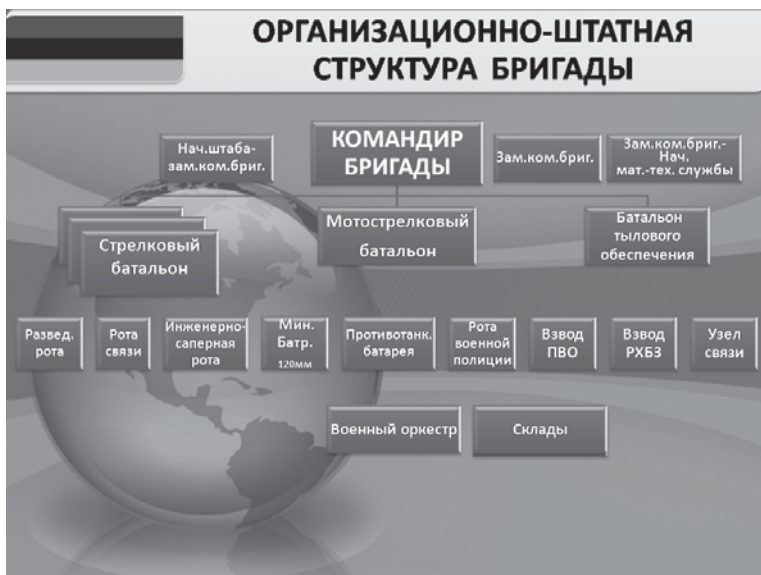 ОРГАНИЗАЦИОННО-ШТАТНАЯ
СТРУКТУРА БРИГАДЫ
Нач.штаба-
зам.ком.бриг.
КОМАНДИР
БРИГАДЫ
Зам.ком.бриг.
Зам.ком.бриг.-
Нач.
мат.-тех. службы
Стрелковый
батальон
Мотострелковый
батальон
Батальон
тылового
обеспечения
Развед.
рота
Рота
связи
Инженерно-
саперная
рота
Мин.
Батр.
120мм
Противотанк.
батарея
Рота
военной
полиции
Взвод
ПВО
Взвод
РХБЗ
Узел
связи
Военный оркестр
Склады